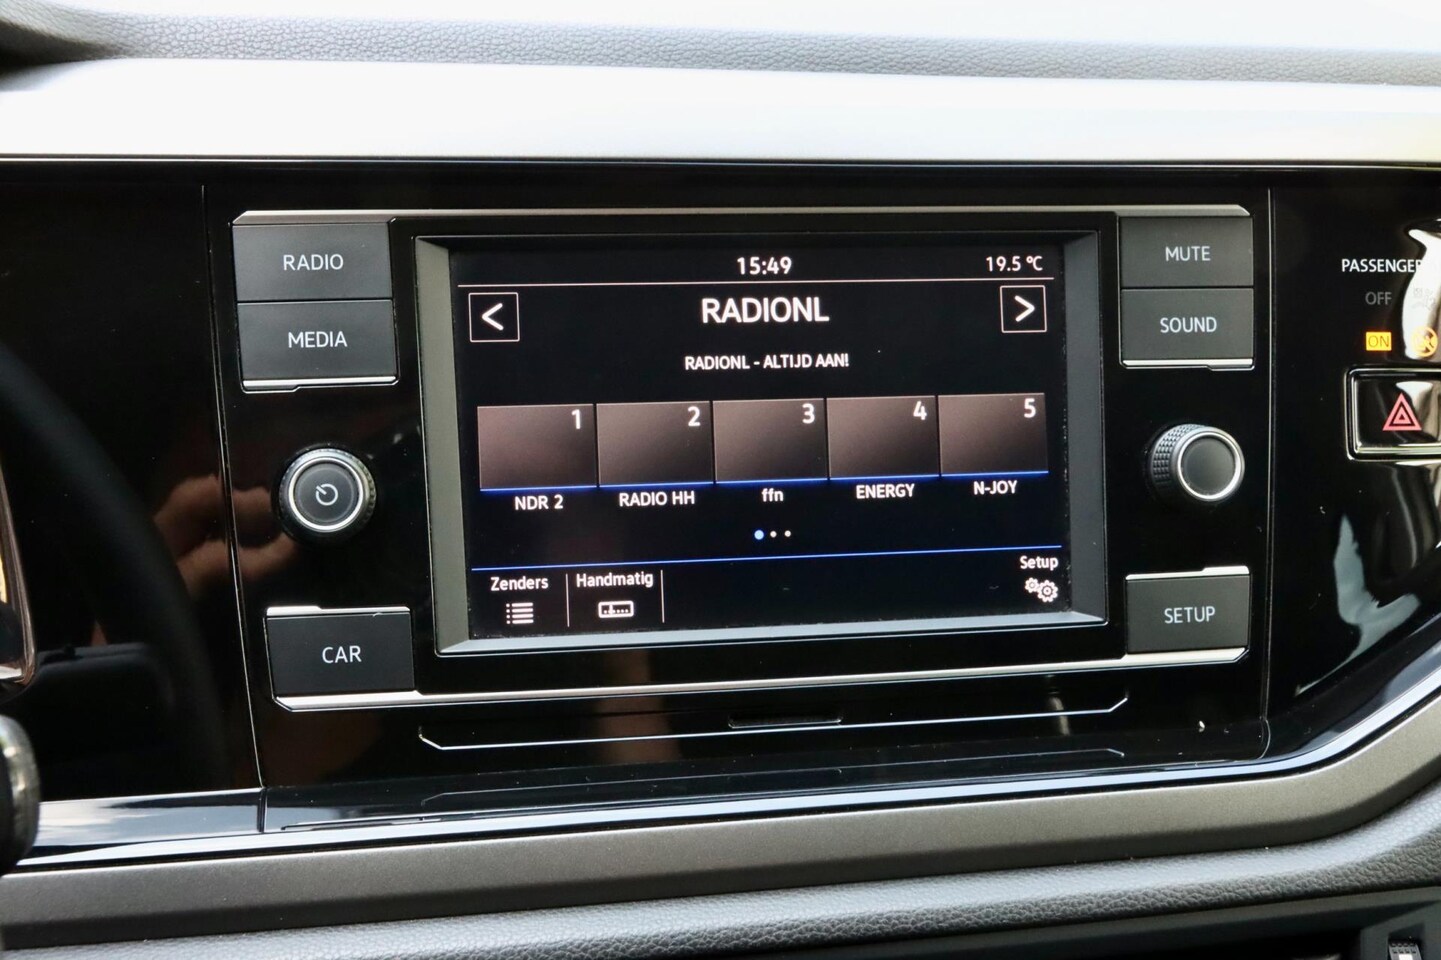 RADIO
MEDIA
CAR
15:49
19.5 °C
<
RADIONL
>
RADIONL - ALTIJD AAN!
1
2
3
4
5
NDR 2
RADIO HH
ffn
ENERGY
N-JOY
Zenders
Handmatig
Setup
MUTE
SOUND
SETUP
PASSENGER
OFF
ON